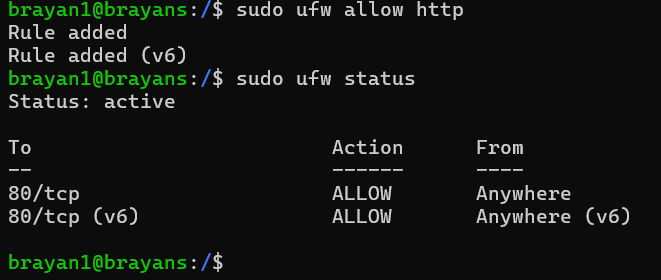 brayan1@brayans:/$ sudo ufw allow http
Rule added
Rule added (v6)
brayan1@brayans:/$ sudo ufw status
Status: active
To                         Action      From
--                         ------      ----
80/tcp                     ALLOW       Anywhere
80/tcp (v6)                ALLOW       Anywhere (v6)
brayan1@brayans:/$